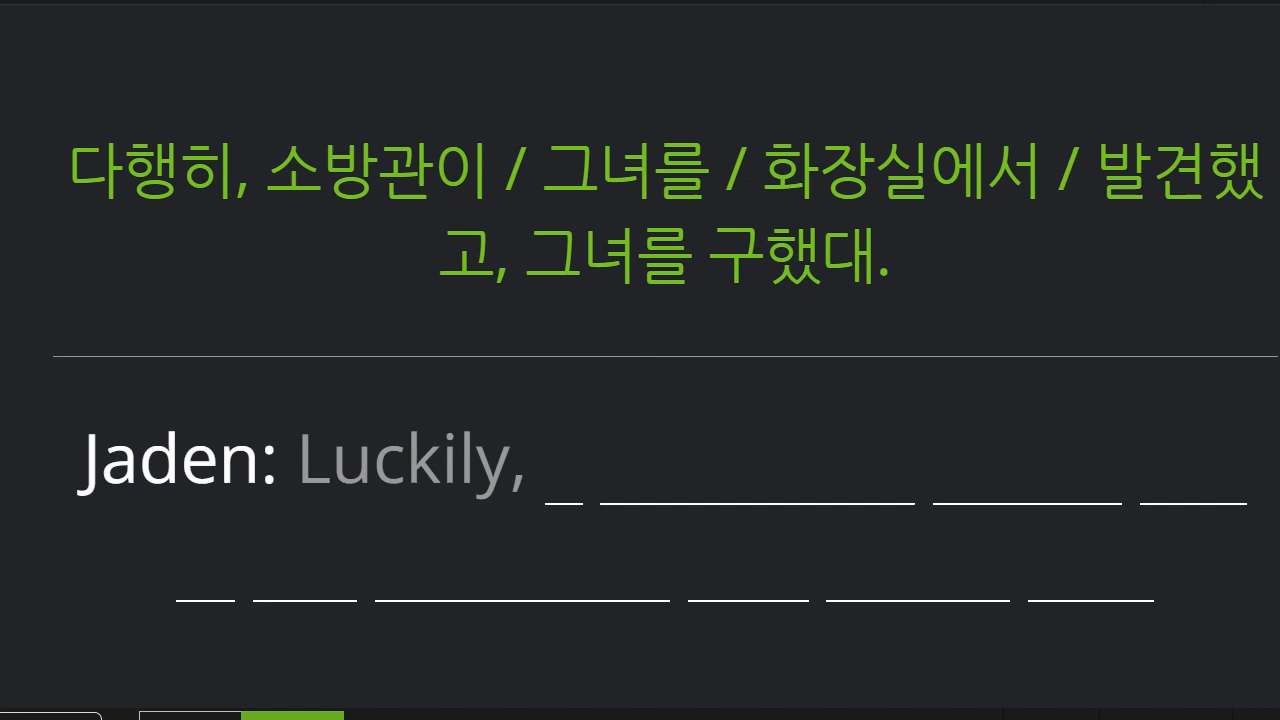 다행히, 소방관이 / 그녀를 / 화장실에서 / 발견했
고, 그녀를 구했대.
Jaden: Luckily, _ _ _ _
_ _ _ _ _ _